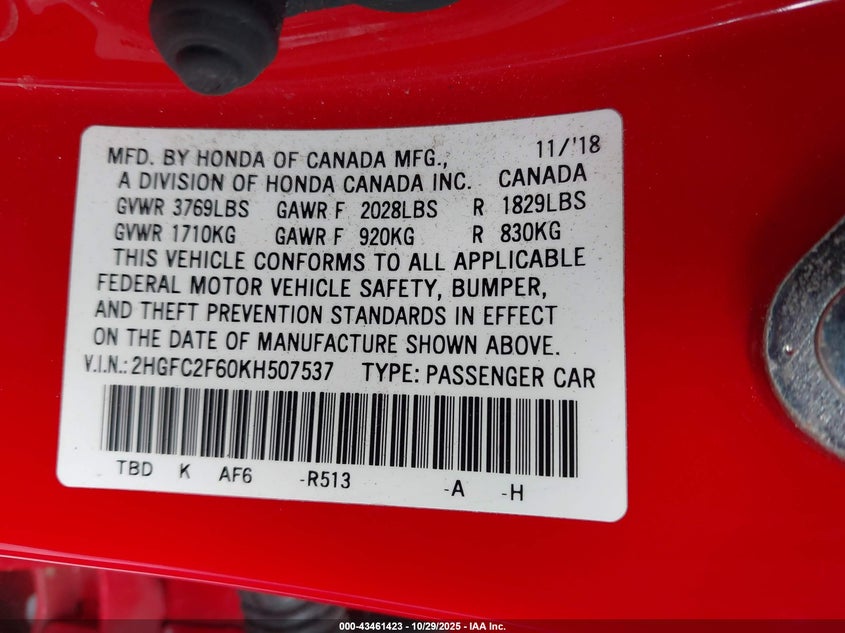 MFD. BY HONDA OF CANADA MFG., 11/'18
A DIVISION OF HONDA CANADA INC. CANADA
GVWR 3769LBS GAWR F 2028LBS R 1829LBS
GVWR 1710KG GAWR F 920KG R 830KG
THIS VEHICLE CONFORMS TO ALL APPLICABLE
FEDERAL MOTOR VEHICLE SAFETY, BUMPER,
AND THEFT PREVENTION STANDARDS IN EFFECT
ON THE DATE OF MANUFACTURE SHOWN ABOVE.
V.I.N.: 2HGFC2F60KH507537 TYPE: PASSENGER CAR
TBD K AF6 -R513 -A -H
000-43461423 - 10/29/2025 - IAA Inc.